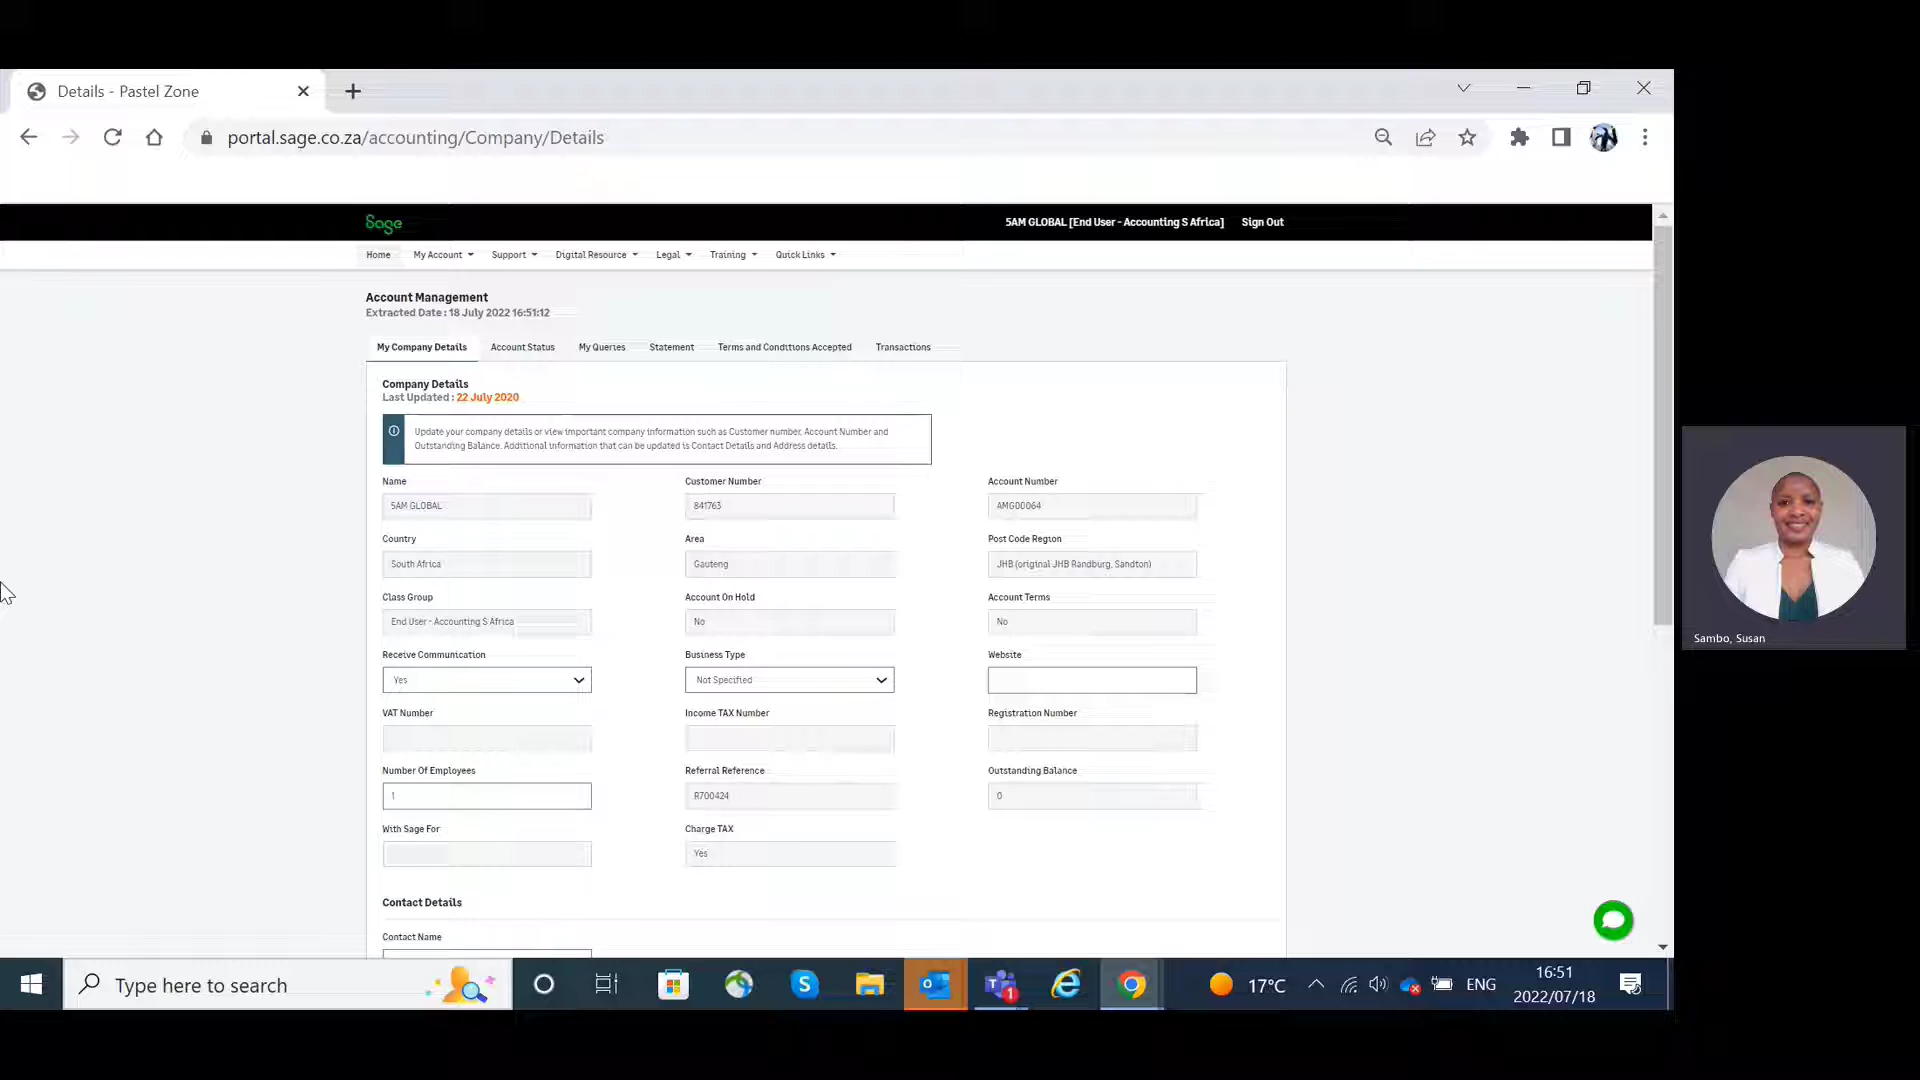 Details - Pastel Zone
portal.sage.co.za/accounting/Company/Details
Sage
5AM GLOBAL [End User - Accounting S Africa]
Sign Out
Home
My Account
Support
Digital Resource
Legal
Training
Quick Links
Account Management
Extracted Date : 18 July 2022 16:51:12
My Company Details
Account Status
My Queries
Statement
Terms and Conditions Accepted
Transactions
Company Details
Last Updated : 22 July 2020
Update your company details or view important company information such as Customer number, Account Number and
Outstanding Balance. Additional information that can be updated is Contact Details and Address details.
Name
Customer Number
Account Number
5AM GLOBAL
841763
AMG00064
Country
Area
Post Code Region
South Africa
Gauteng
JHB (original JHB Randburg, Sandton)
Class Group
Account On Hold
Account Terms
End User - Accounting S Africa
No
No
Receive Communication
Business Type
Website
Yes
Not Specified
VAT Number
Income TAX Number
Registration Number
Number Of Employees
Referral Reference
Outstanding Balance
1
R700424
0
With Sage For
Charge TAX
Yes
Contact Details
Contact Name
Sambo, Susan
Type here to search
1
17°C
ENG
16:51
2022/07/18